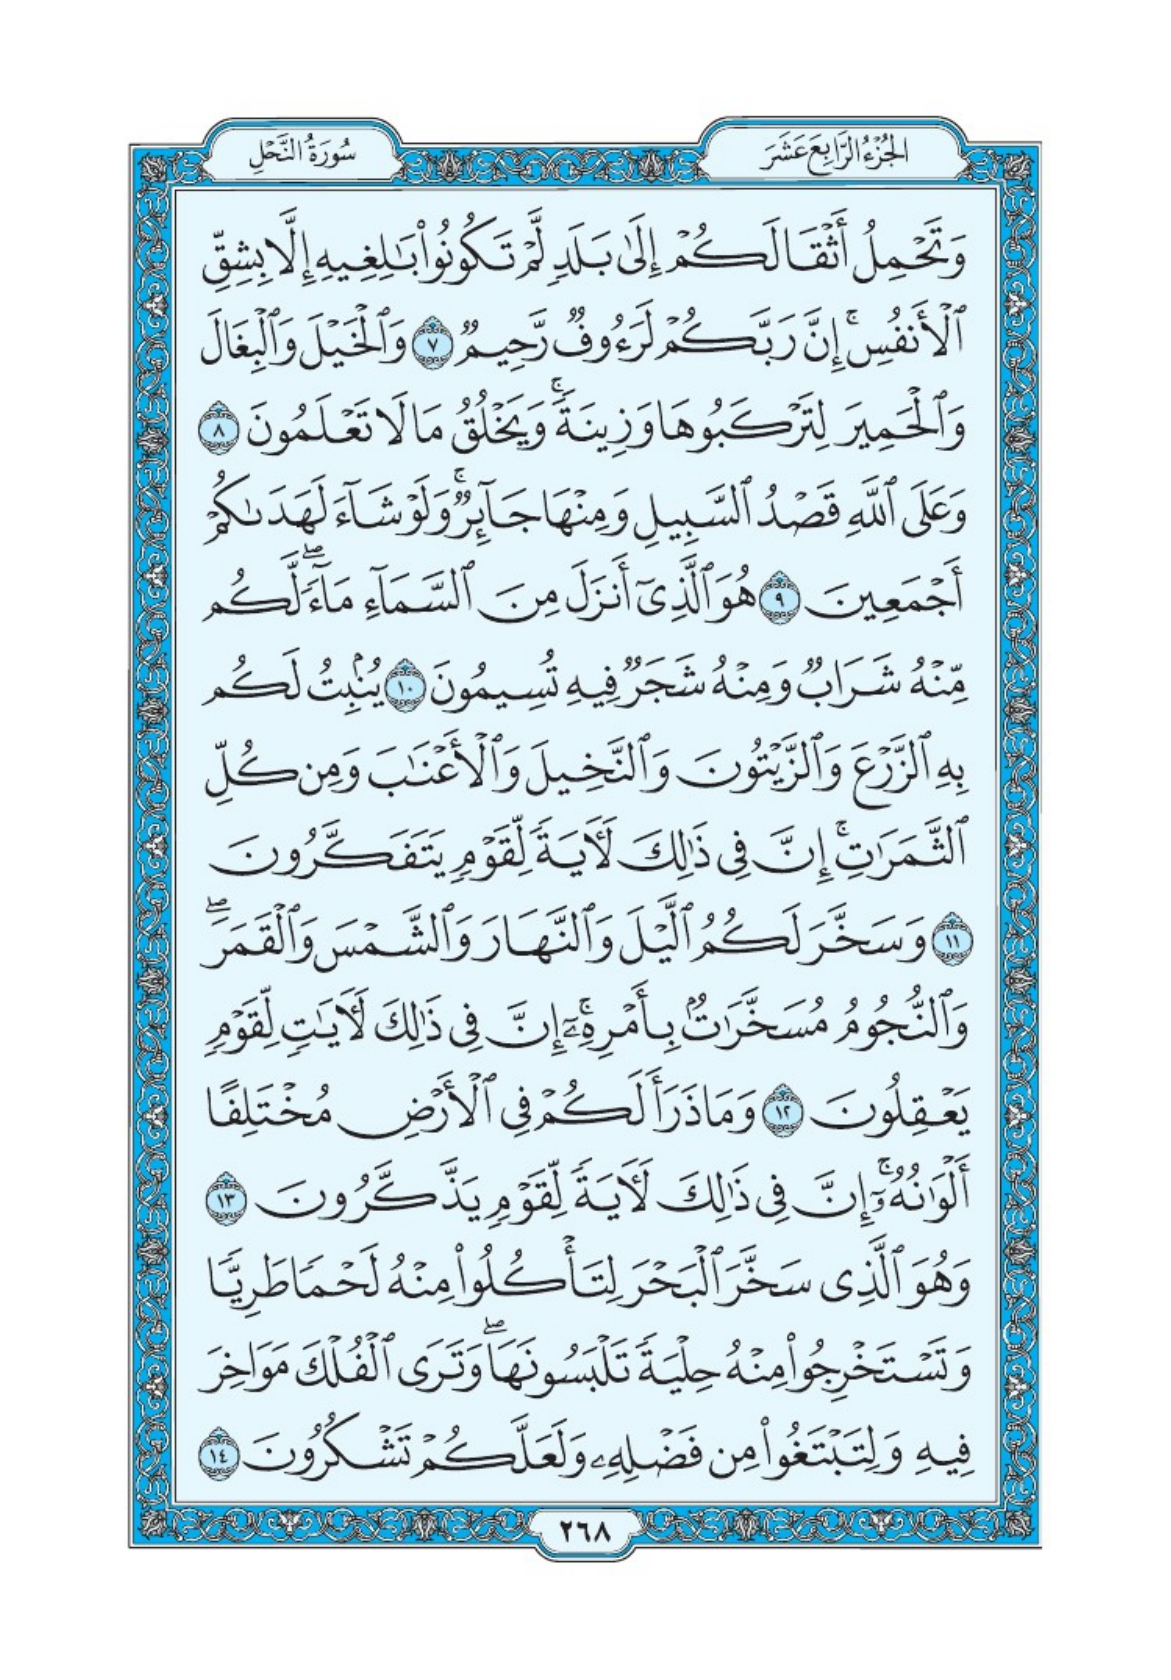 الجُزْءُ الرَّابِعَ عَشَرَ
سُورَةُ النَّحْلِ
وَتَحْمِلُ أَثْقَالَكُمْ إِلَىٰ بَلَدٍ لَّمْ تَكُونُوا۟ بَٰلِغِيهِ إِلَّا بِشِقِّ
ٱلْأَنفُسِ ۚ إِنَّ رَبَّكُمْ لَرَءُوفٌ رَّحِيمٌ ٧ وَٱلْخَيْلَ وَٱلْبِغَالَ
وَٱلْحَمِيرَ لِتَرْكَبُوهَا وَزِينَةً ۚ وَيَخْلُقُ مَا لَا تَعْلَمُونَ ٨
وَعَلَى ٱللَّهِ قَصْدُ ٱلسَّبِيلِ وَمِنْهَا جَآئِرٌ ۚ وَلَوْ شَآءَ لَهَدَىٰكُمْ
أَجْمَعِينَ ٩ هُوَ ٱلَّذِىٓ أَنزَلَ مِنَ ٱلسَّمَآءِ مَآءً ۖ لَّكُم
مِّنْهُ شَرَابٌ وَمِنْهُ شَجَرٌ فِيهِ تُسِيمُونَ ١٠ يُنۢبِتُ لَكُم
بِهِ ٱلزَّرْعَ وَٱلزَّيْتُونَ وَٱلنَّخِيلَ وَٱلْأَعْنَٰبَ وَمِن كُلِّ
ٱلثَّمَرَٰتِ ۗ إِنَّ فِى ذَٰلِكَ لَـَٔايَةً لِّقَوْمٍ يَتَفَكَّرُونَ
١١ وَسَخَّرَ لَكُمُ ٱلَّيْلَ وَٱلنَّهَارَ وَٱلشَّمْسَ وَٱلْقَمَرَ ۖ
وَٱلنُّجُومُ مُسَخَّرَٰتٌۢ بِأَمْرِهِۦٓ ۗ إِنَّ فِى ذَٰلِكَ لَـَٔايَٰتٍ لِّقَوْمٍ
يَعْقِلُونَ ١٢ وَمَا ذَرَأَ لَكُمْ فِى ٱلْأَرْضِ مُخْتَلِفًا
أَلْوَٰنُهُۥٓ ۗ إِنَّ فِى ذَٰلِكَ لَـَٔايَةً لِّقَوْمٍ يَذَّكَّرُونَ ١٣
وَهُوَ ٱلَّذِى سَخَّرَ ٱلْبَحْرَ لِتَأْكُلُوا۟ مِنْهُ لَحْمًا طَرِيًّا
وَتَسْتَخْرِجُوا۟ مِنْهُ حِلْيَةً تَلْبَسُونَهَا ۖ وَتَرَى ٱلْفُلْكَ مَوَاخِرَ
فِيهِ وَلِتَبْتَغُوا۟ مِن فَضْلِهِۦ وَلَعَلَّكُمْ تَشْكُرُونَ ١٤
٢٦٨